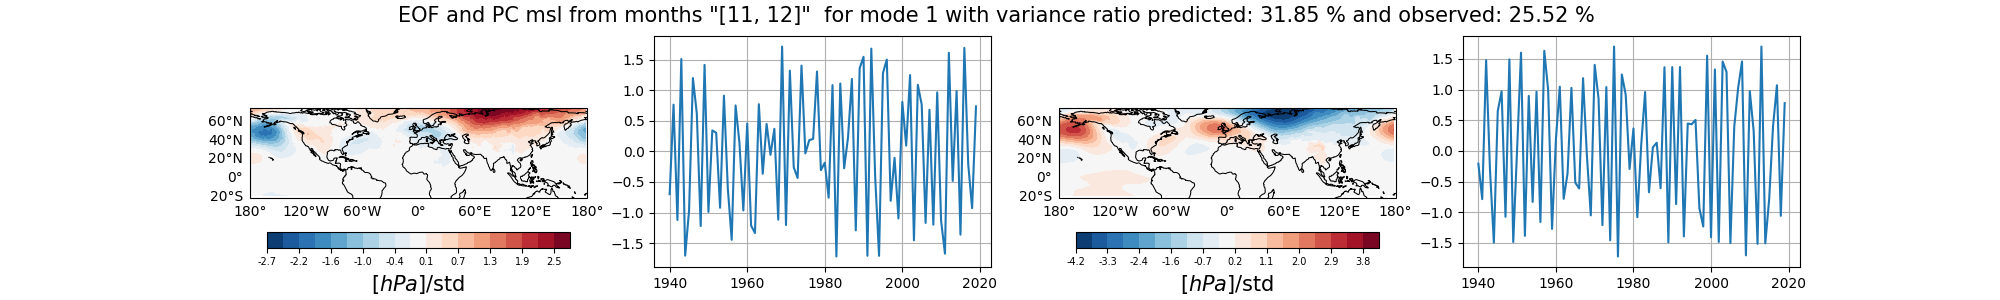 EOF and PC msl from months "[11, 12]"  for mode 1 with variance ratio predicted: 31.85 % and observed: 25.52 %
60°N
40°N
20°N
0°
20°S
180° 120°W 60°W 0° 60°E 120°E 180°
-2.7 -2.2 -1.6 -1.0 -0.4 0.1 0.7 1.3 1.9 2.5
[hPa]/std
1.5
1.0
0.5
0.0
−0.5
−1.0
−1.5
1940 1960 1980 2000 2020
60°N
40°N
20°N
0°
20°S
180° 120°W 60°W 0° 60°E 120°E 180°
-4.2 -3.3 -2.4 -1.6 -0.7 0.2 1.1 2.0 2.9 3.8
[hPa]/std
1.5
1.0
0.5
0.0
−0.5
−1.0
−1.5
1940 1960 1980 2000 2020